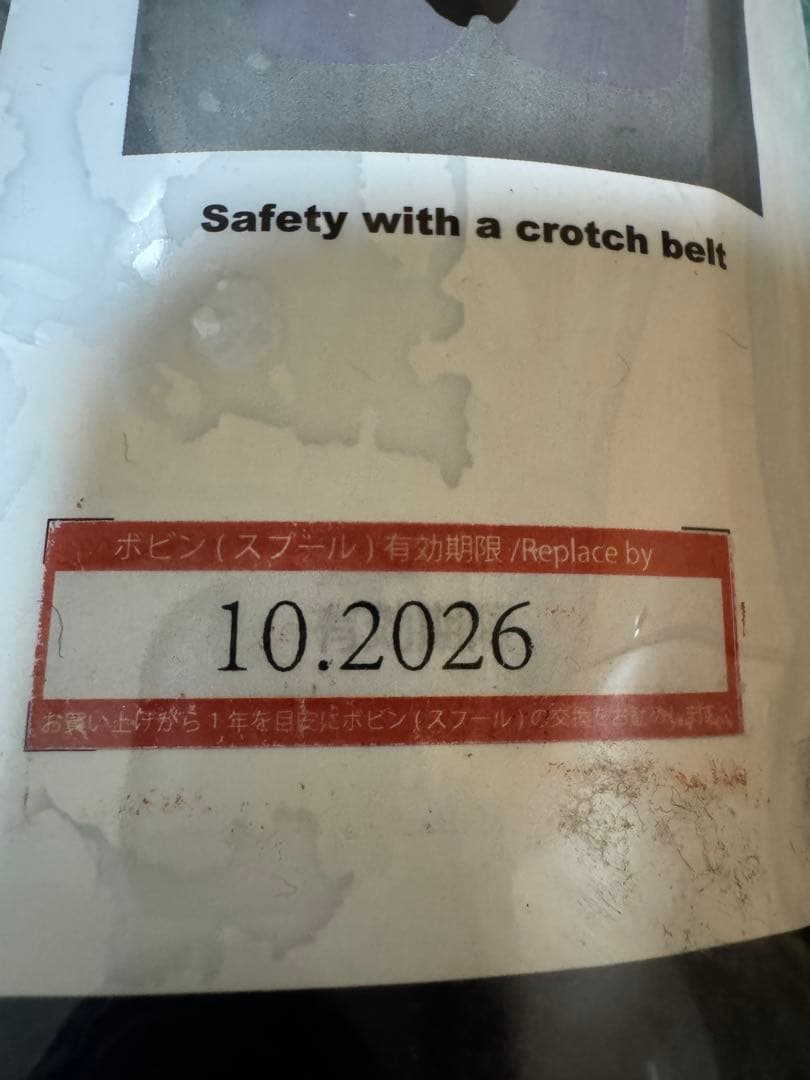 Safety with a crotch belt
ボビン(スプール)有効期限/Replace by
10.2026
お買い上げから1年を目安にボビン(スプール)の交換をお勧めします。